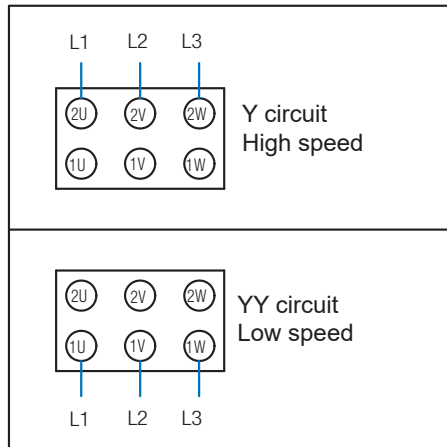 L1 L2 L3
2U 2V 2W
1U 1V 1W
Y circuit
High speed
2U 2V 2W
1U 1V 1W
YY circuit
Low speed
L1 L2 L3